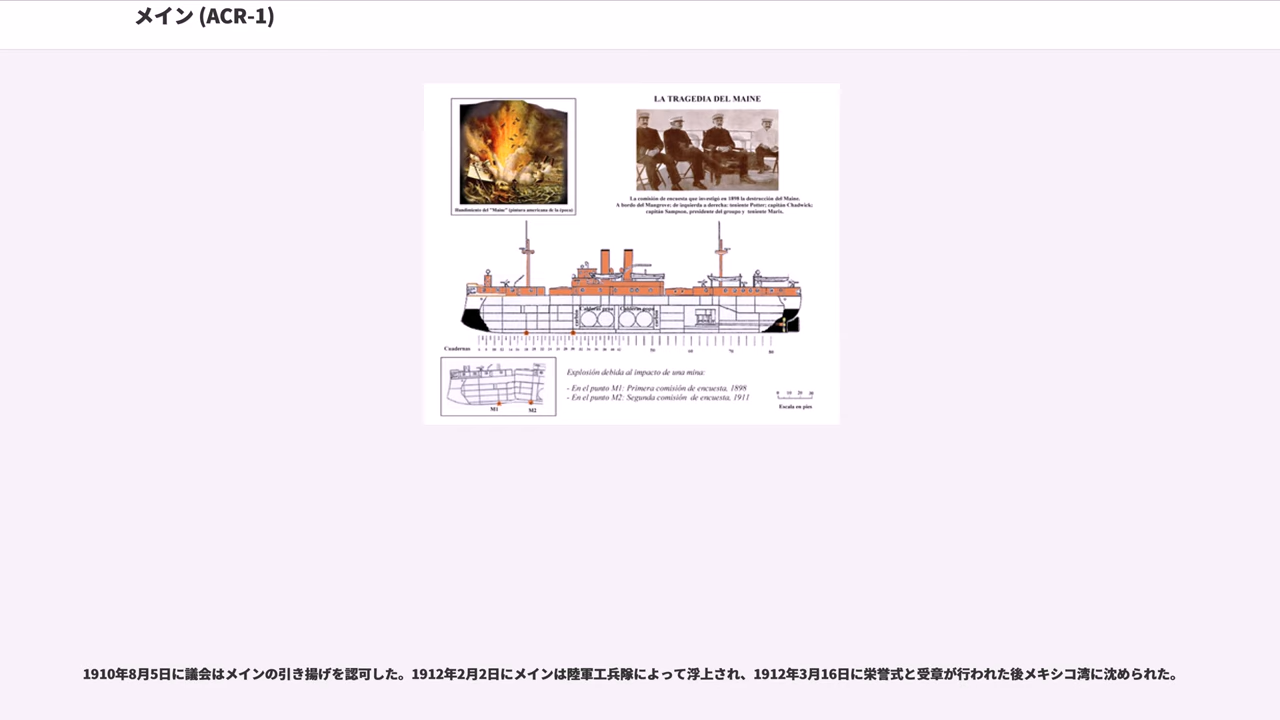 メイン (ACR-1)
LA TRAGEDIA DEL MAINE
Hundimiento del "Maine" (pintura americana de la época)
La comisión de encuesta que investigó en 1898 la destrucción del Maine.
A bordo del Mangrove; de izquierda a derecha: teniente Potter; capitán Chadwick;
capitán Sampson, presidente del groupo y teniente Marix.
Cuadernas
Explosión debida al impacto de una mina:
- En el punto M1: Primera comisión de encuesta, 1898
- En el punto M2: Segunda comisión de encuesta, 1911
M1 M2
Escala en pies
1910年8月5日に議会はメインの引き揚げを認可した。1912年2月2日にメインは陸軍工兵隊によって浮上され、1912年3月16日に栄誉式と受章が行われた後メキシコ湾に沈められた。